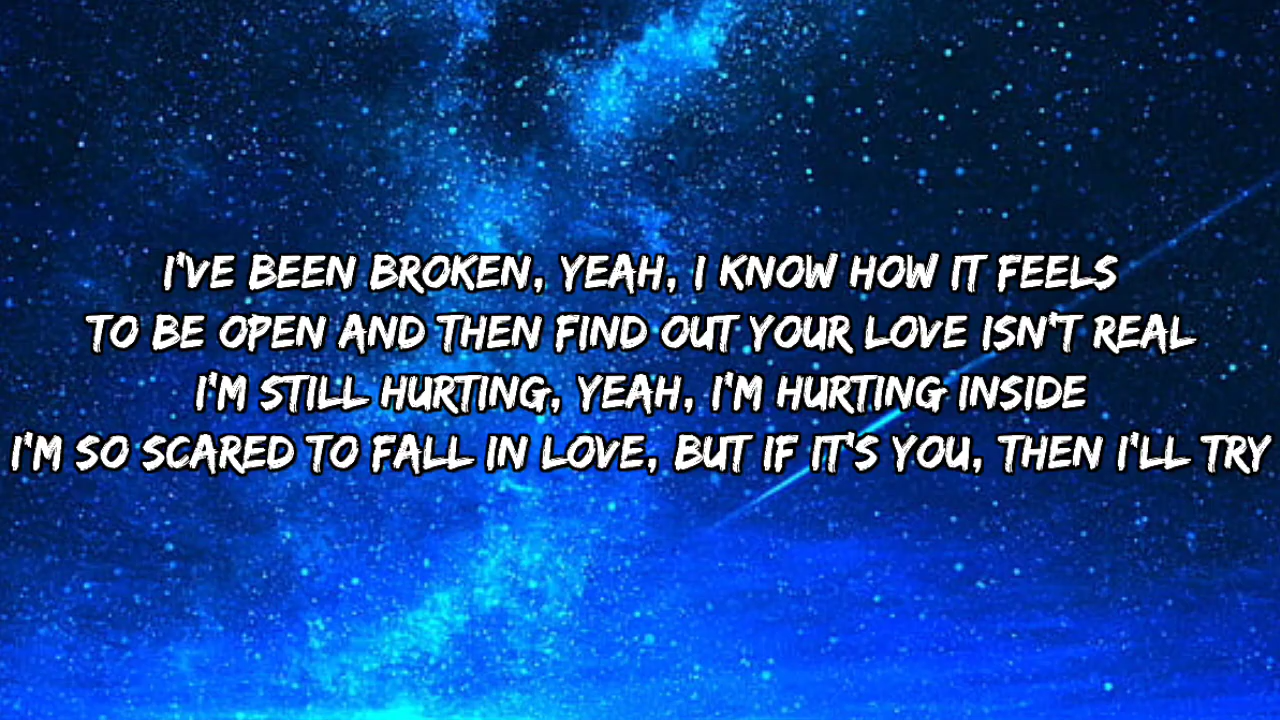 I'VE BEEN BROKEN, YEAH, I KNOW HOW IT FEELS
TO BE OPEN AND THEN FIND OUT YOUR LOVE ISN'T REAL
I'M STILL HURTING, YEAH, I'M HURTING INSIDE
I'M SO SCARED TO FALL IN LOVE, BUT IF IT'S YOU, THEN I'LL TRY